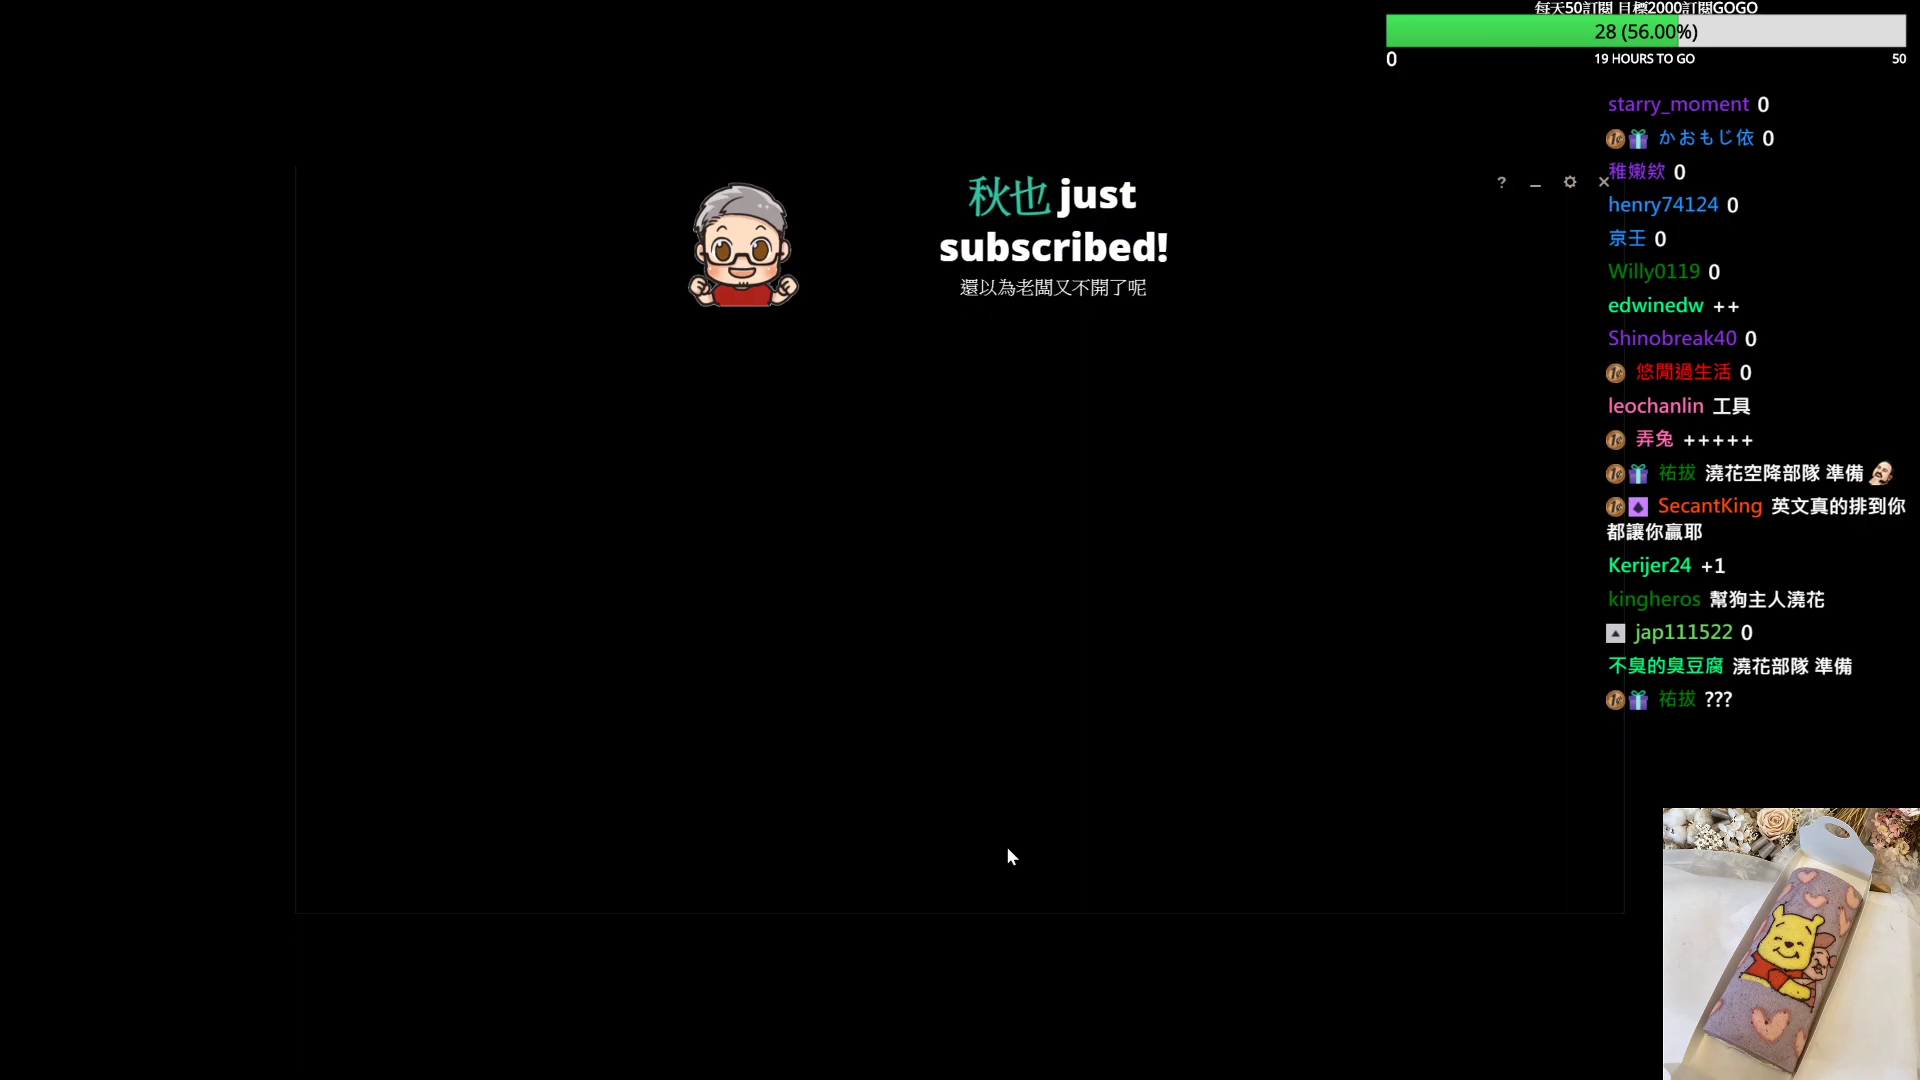 每天50訂閱 目標2000訂閱GOGO
28 (56.00%)
0 19 HOURS TO GO 50
秋也 just
subscribed!
還以為老闆又不開了呢
starry_moment 0
かおもじ依 0
稚嫩欸 0
henry74124 0
京王 0
Willy0119 0
edwinedw ++
Shinobreak40 0
悠閒過生活 0
leochanlin 工具
弄兔 +++++
祐拔 澆花空降部隊 準備
SecantKing 英文真的排到你
都讓你贏耶
Kerijer24 +1
kingheros 幫狗主人澆花
jap111522 0
不臭的臭豆腐 澆花部隊 準備
祐拔 ???